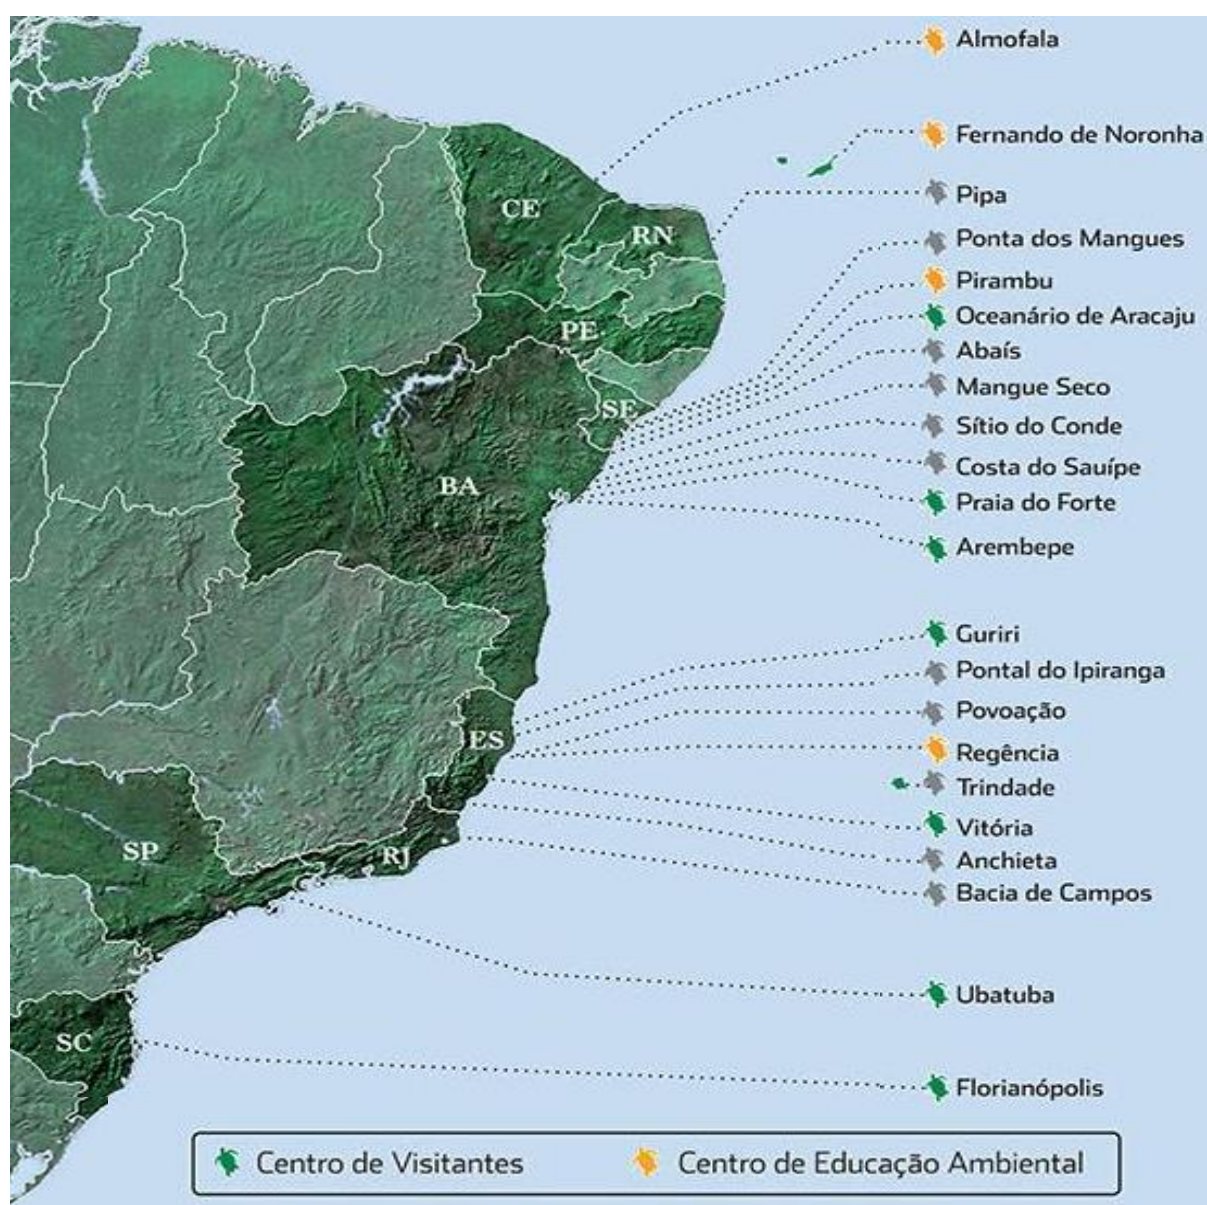 Almofala
Fernando de Noronha
Pipa
Ponta dos Mangues
Pirambu
Oceanário de Aracaju
Abaís
Mangue Seco
Sítio do Conde
Costa do Sauípe
Praia do Forte
Arembepe
Guriri
Pontal do Ipiranga
Povoação
Regência
Trindade
Vitória
Anchieta
Bacia de Campos
Ubatuba
Florianópolis
CE
RN
PE
SE
BA
ES
SP
RJ
SC
Centro de Visitantes
Centro de Educação Ambiental